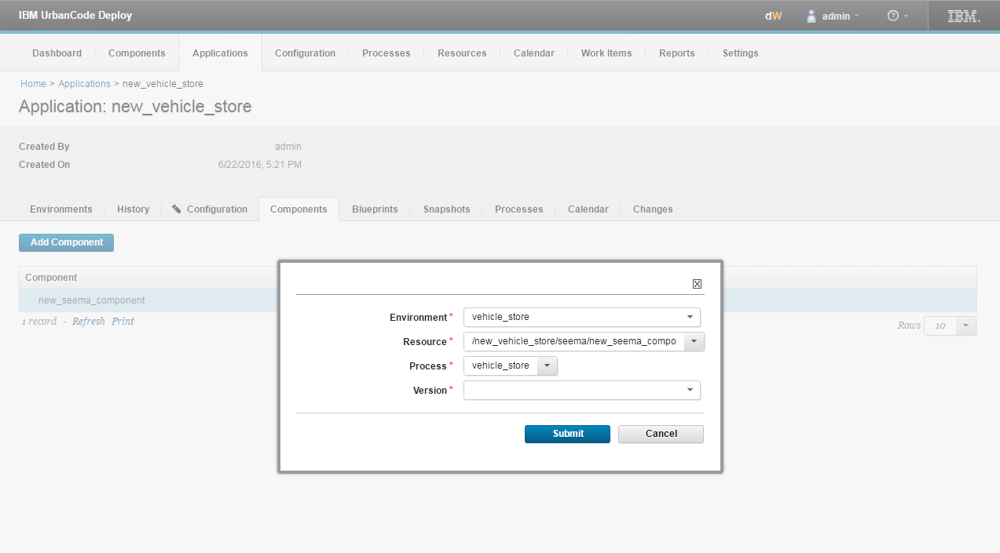 IBM UrbanCode Deploy dW admin ? IBM
Dashboard Components Applications Configuration Processes Resources Calendar Work Items Reports Settings
Home > Applications > new_vehicle_store
Application: new_vehicle_store
Created By admin
Created On 6/22/2016, 5:21 PM
Environments History Configuration Components Blueprints Snapshots Processes Calendar Changes
Add Component
Component
new_seema_component
1 record - Refresh Print
Rows 10
X
Environment * vehicle_store
Resource * /new_vehicle_store/seema/new_seema_compo
Process * vehicle_store
Version *
Submit Cancel